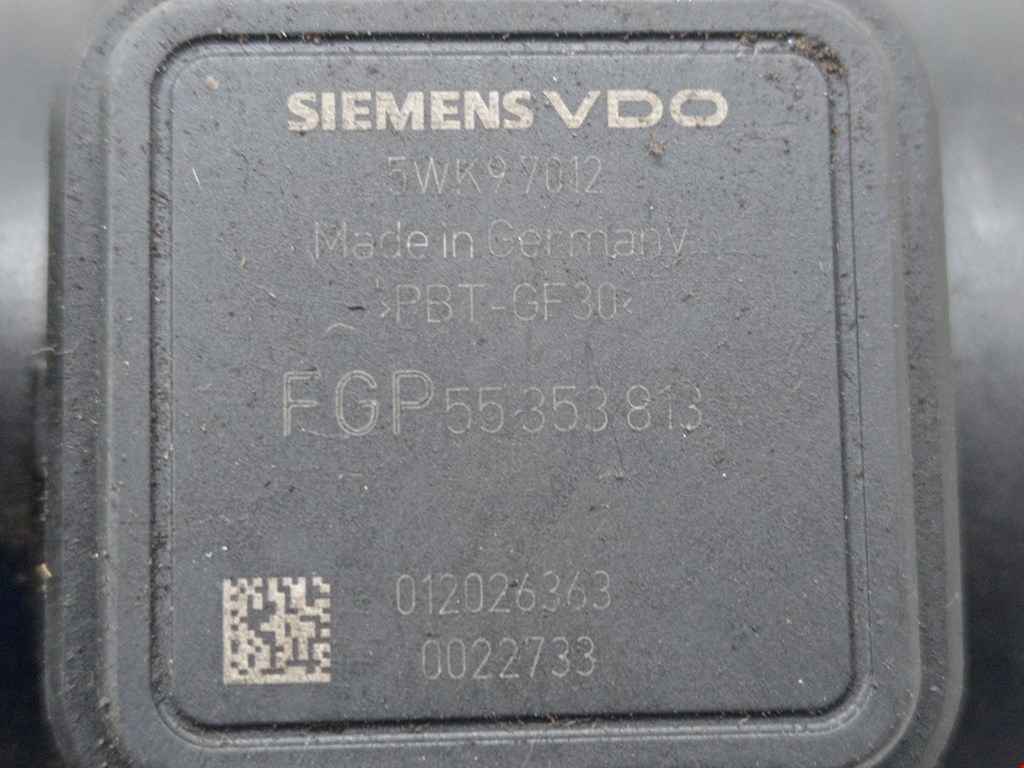 SIEMENS VDO
5WK9 7012
Made in Germany
>PBT-GF30<
FGP 55 353 813
012026363
0022733